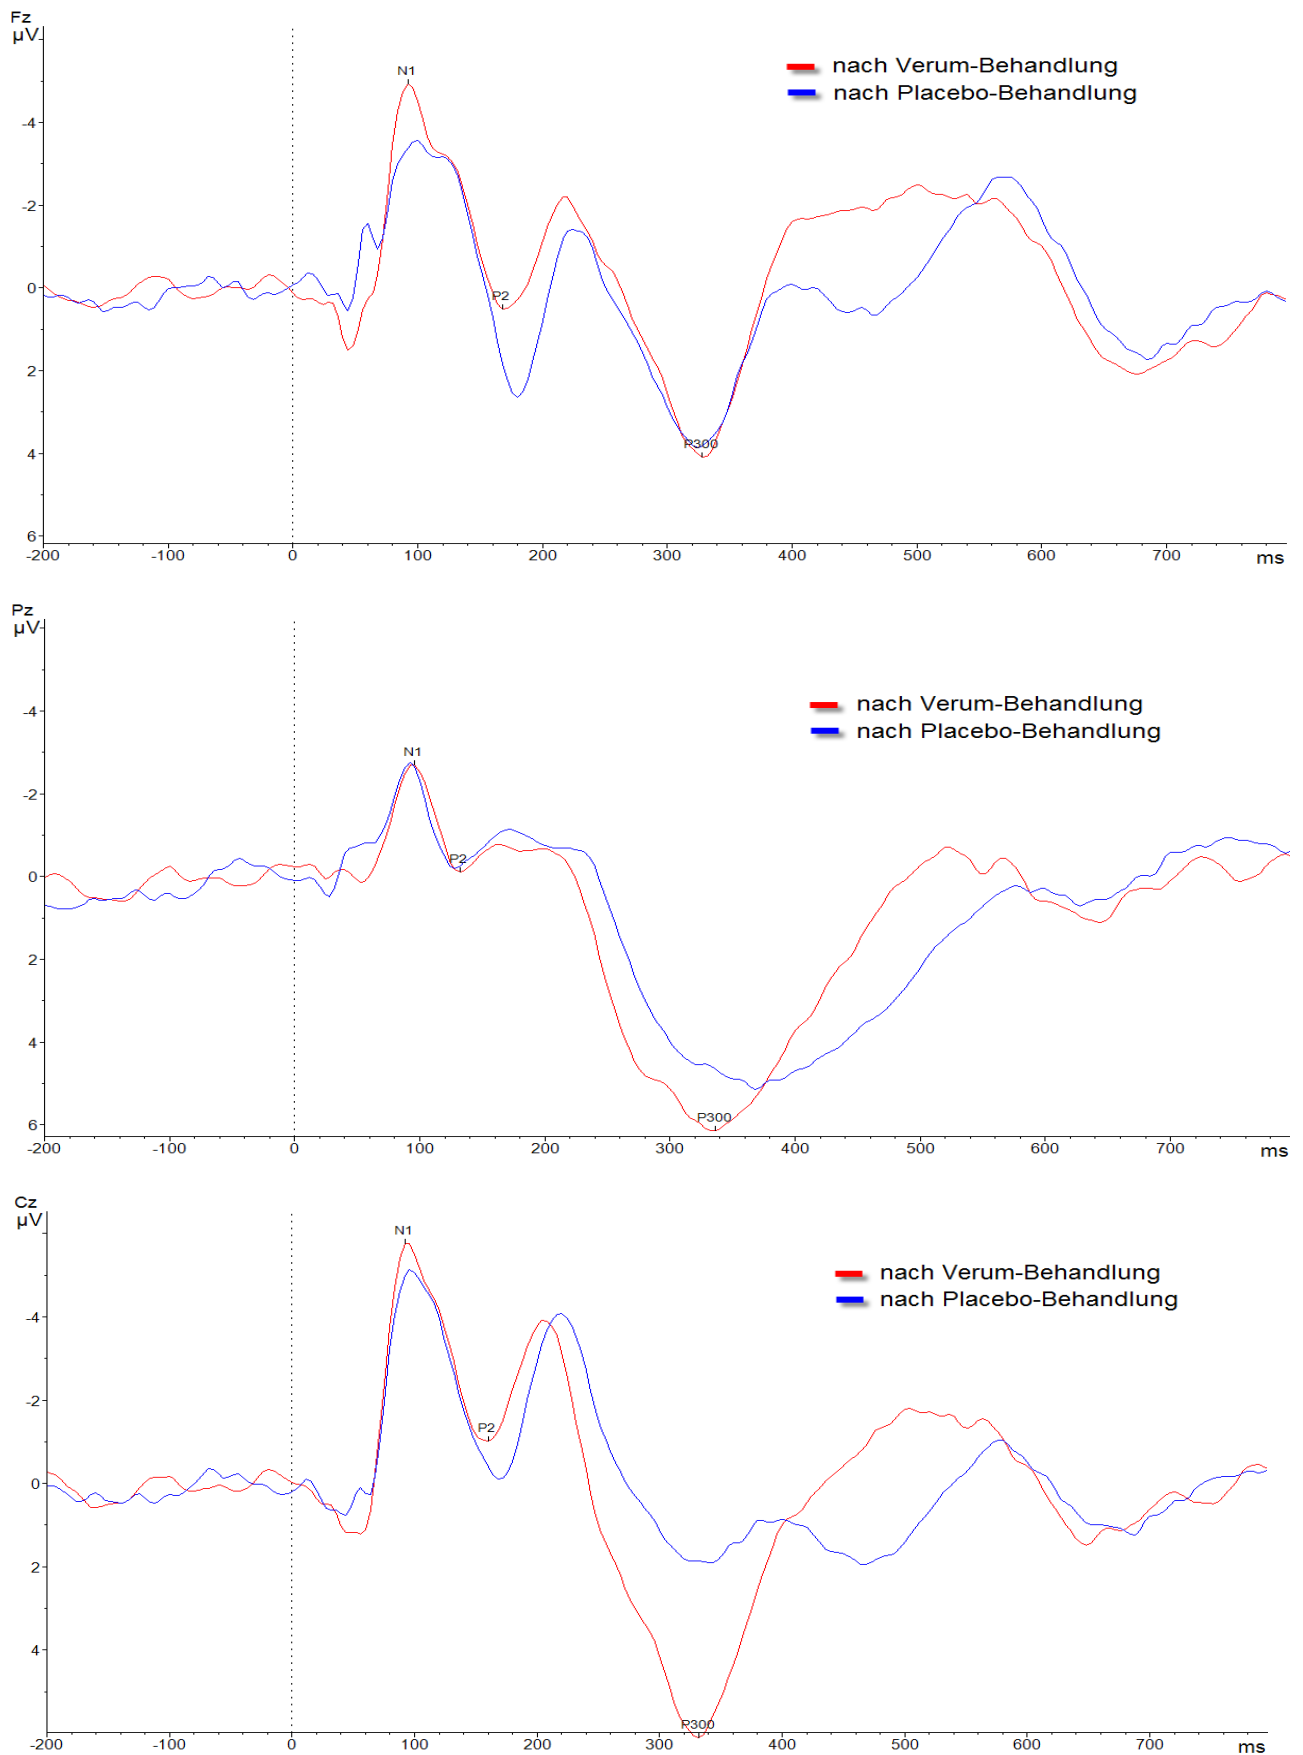 Fz
µV
N1
nach Verum-Behandlung
nach Placebo-Behandlung
-4
-2
0
P2
2
P300
4
6
-200 -100 0 100 200 300 400 500 600 700 ms
Pz
µV
nach Verum-Behandlung
-4
nach Placebo-Behandlung
N1
-2
P2
0
2
4
P300
6
-200 -100 0 100 200 300 400 500 600 700 ms
Cz
µV
N1
nach Verum-Behandlung
nach Placebo-Behandlung
-4
-2
P2
0
2
4
P300
-200 -100 0 100 200 300 400 500 600 700 ms